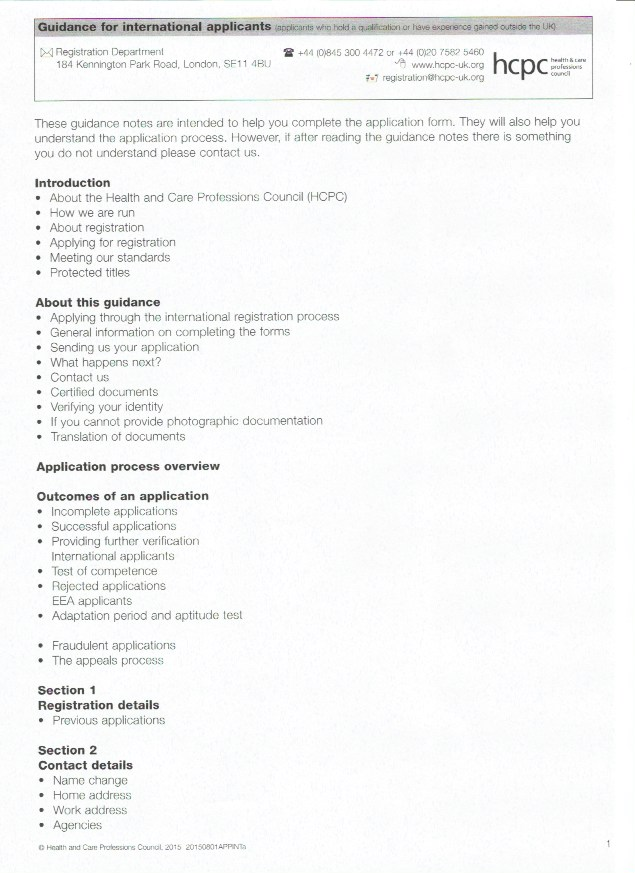 Guidance for international applicants (applicants who hold a qualification or have experience gained outside the UK)
Registration Department
184 Kennington Park Road, London, SE11 4BU
+44 (0)845 300 4472 or +44 (0)20 7582 5460
www.hcpc-uk.org
registration@hcpc-uk.org
hcpc health & care
professions
council
These guidance notes are intended to help you complete the application form. They will also help you
understand the application process. However, if after reading the guidance notes there is something
you do not understand please contact us.
Introduction
• About the Health and Care Professions Council (HCPC)
• How we are run
• About registration
• Applying for registration
• Meeting our standards
• Protected titles
About this guidance
• Applying through the international registration process
• General information on completing the forms
• Sending us your application
• What happens next?
• Contact us
• Certified documents
• Verifying your identity
• If you cannot provide photographic documentation
• Translation of documents
Application process overview
Outcomes of an application
• Incomplete applications
• Successful applications
• Providing further verification
International applicants
• Test of competence
• Rejected applications
EEA applicants
• Adaptation period and aptitude test
• Fraudulent applications
• The appeals process
Section 1
Registration details
• Previous applications
Section 2
Contact details
• Name change
• Home address
• Work address
• Agencies
© Health and Care Professions Council, 2015 20150801APPINTa
1